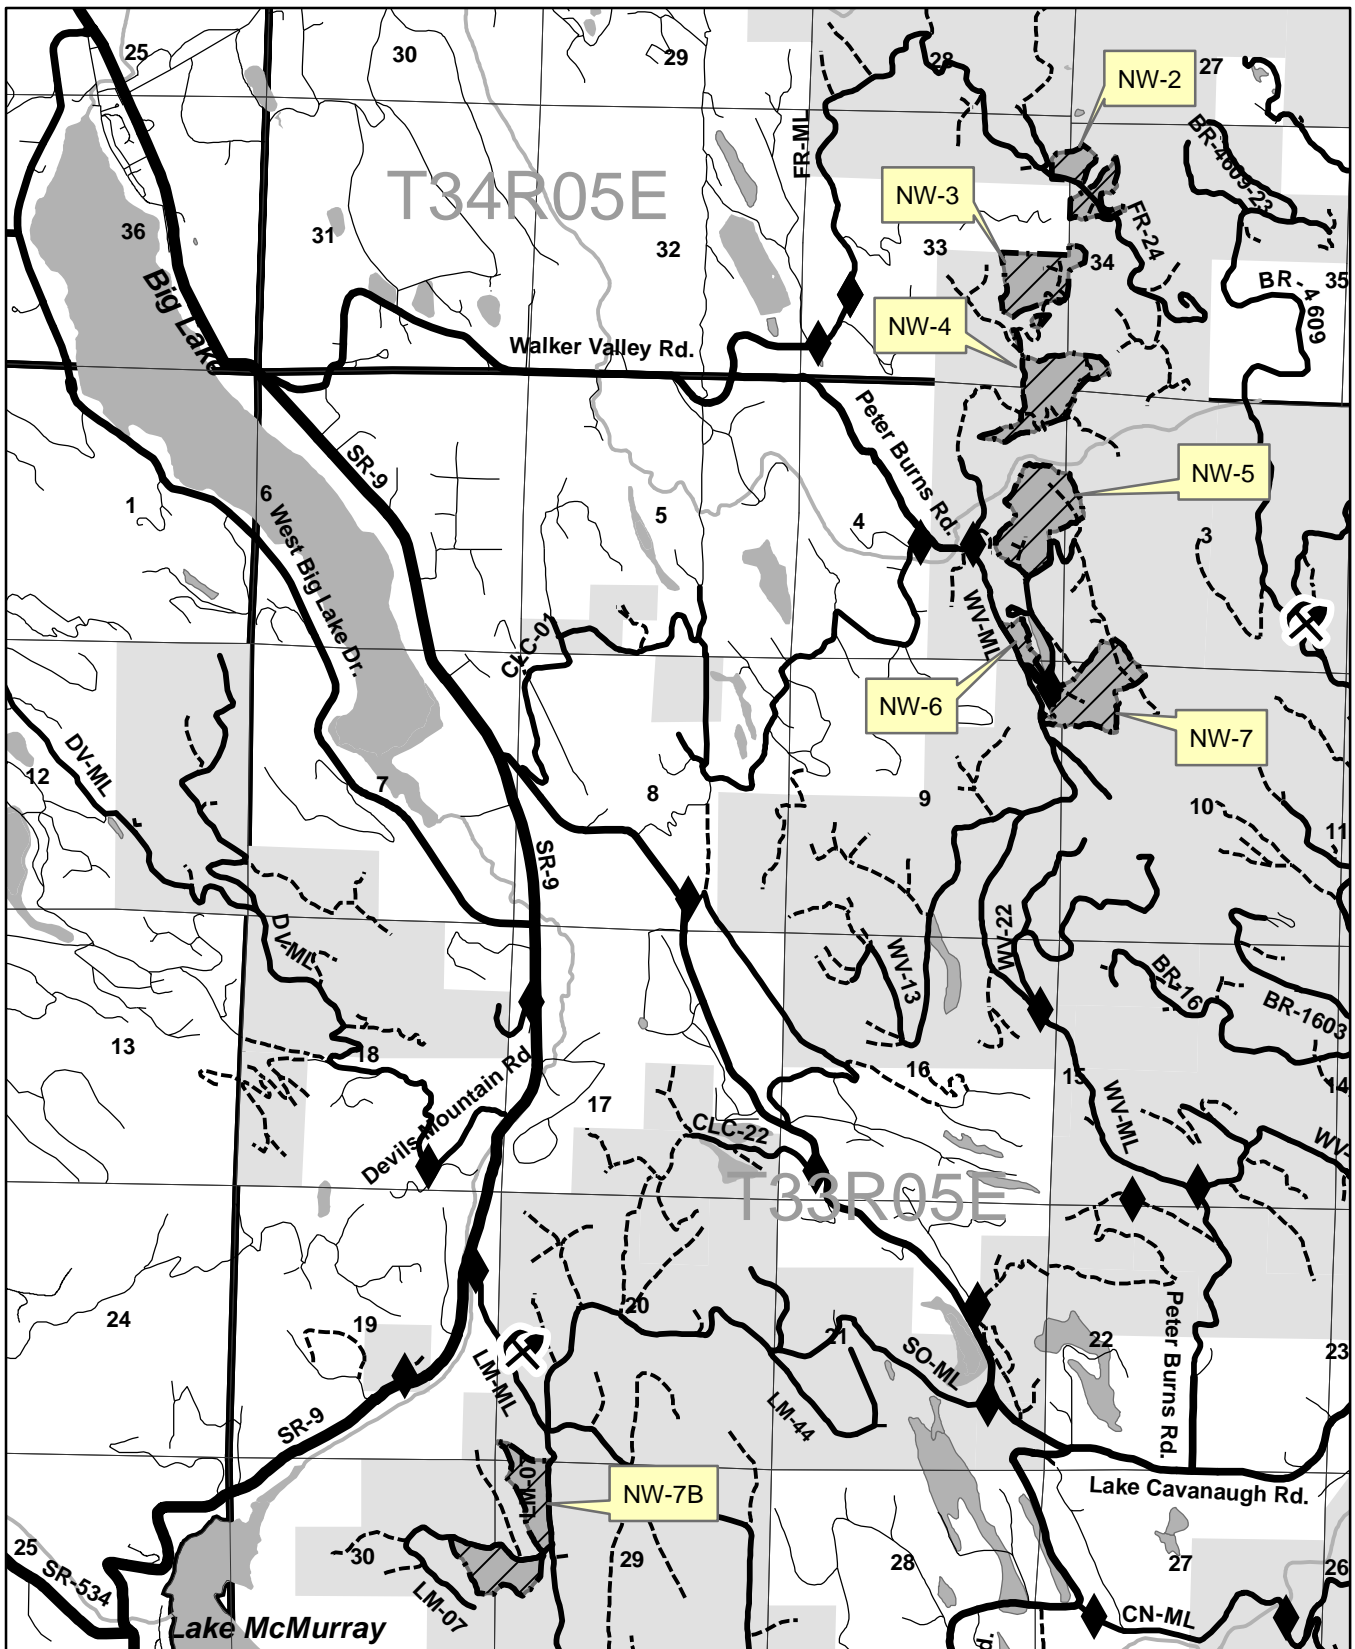 25
30
29
28
27
NW-2
FR-ML
BR-4609-23
T34R05E
NW-3
36
31
32
33
34
FR-24
35
BR-4609
Big Lake
NW-4
Walker Valley Rd.
Peter Burns Rd.
SR-9
NW-5
1
6
5
4
3
West Big Lake Dr.
WV-ML
CLC-01
NW-6
NW-7
DV-ML
12
7
8
9
10
11
SR-9
WV-22
DV-ML
WV-13
BR-16
BR-1603
13
18
16
15
14
Devils Mountain Rd
17
CLC-22
WV-ML
WV-
T33R05E
24
19
20
21
22
23
LM-ML
SO-ML
Peter Burns Rd.
LM-44
SR-9
LM-07
NW-7B
Lake Cavanaugh Rd.
25
30
29
28
27
26
SR-534
LM-07
CN-ML
Lake McMurray
d.